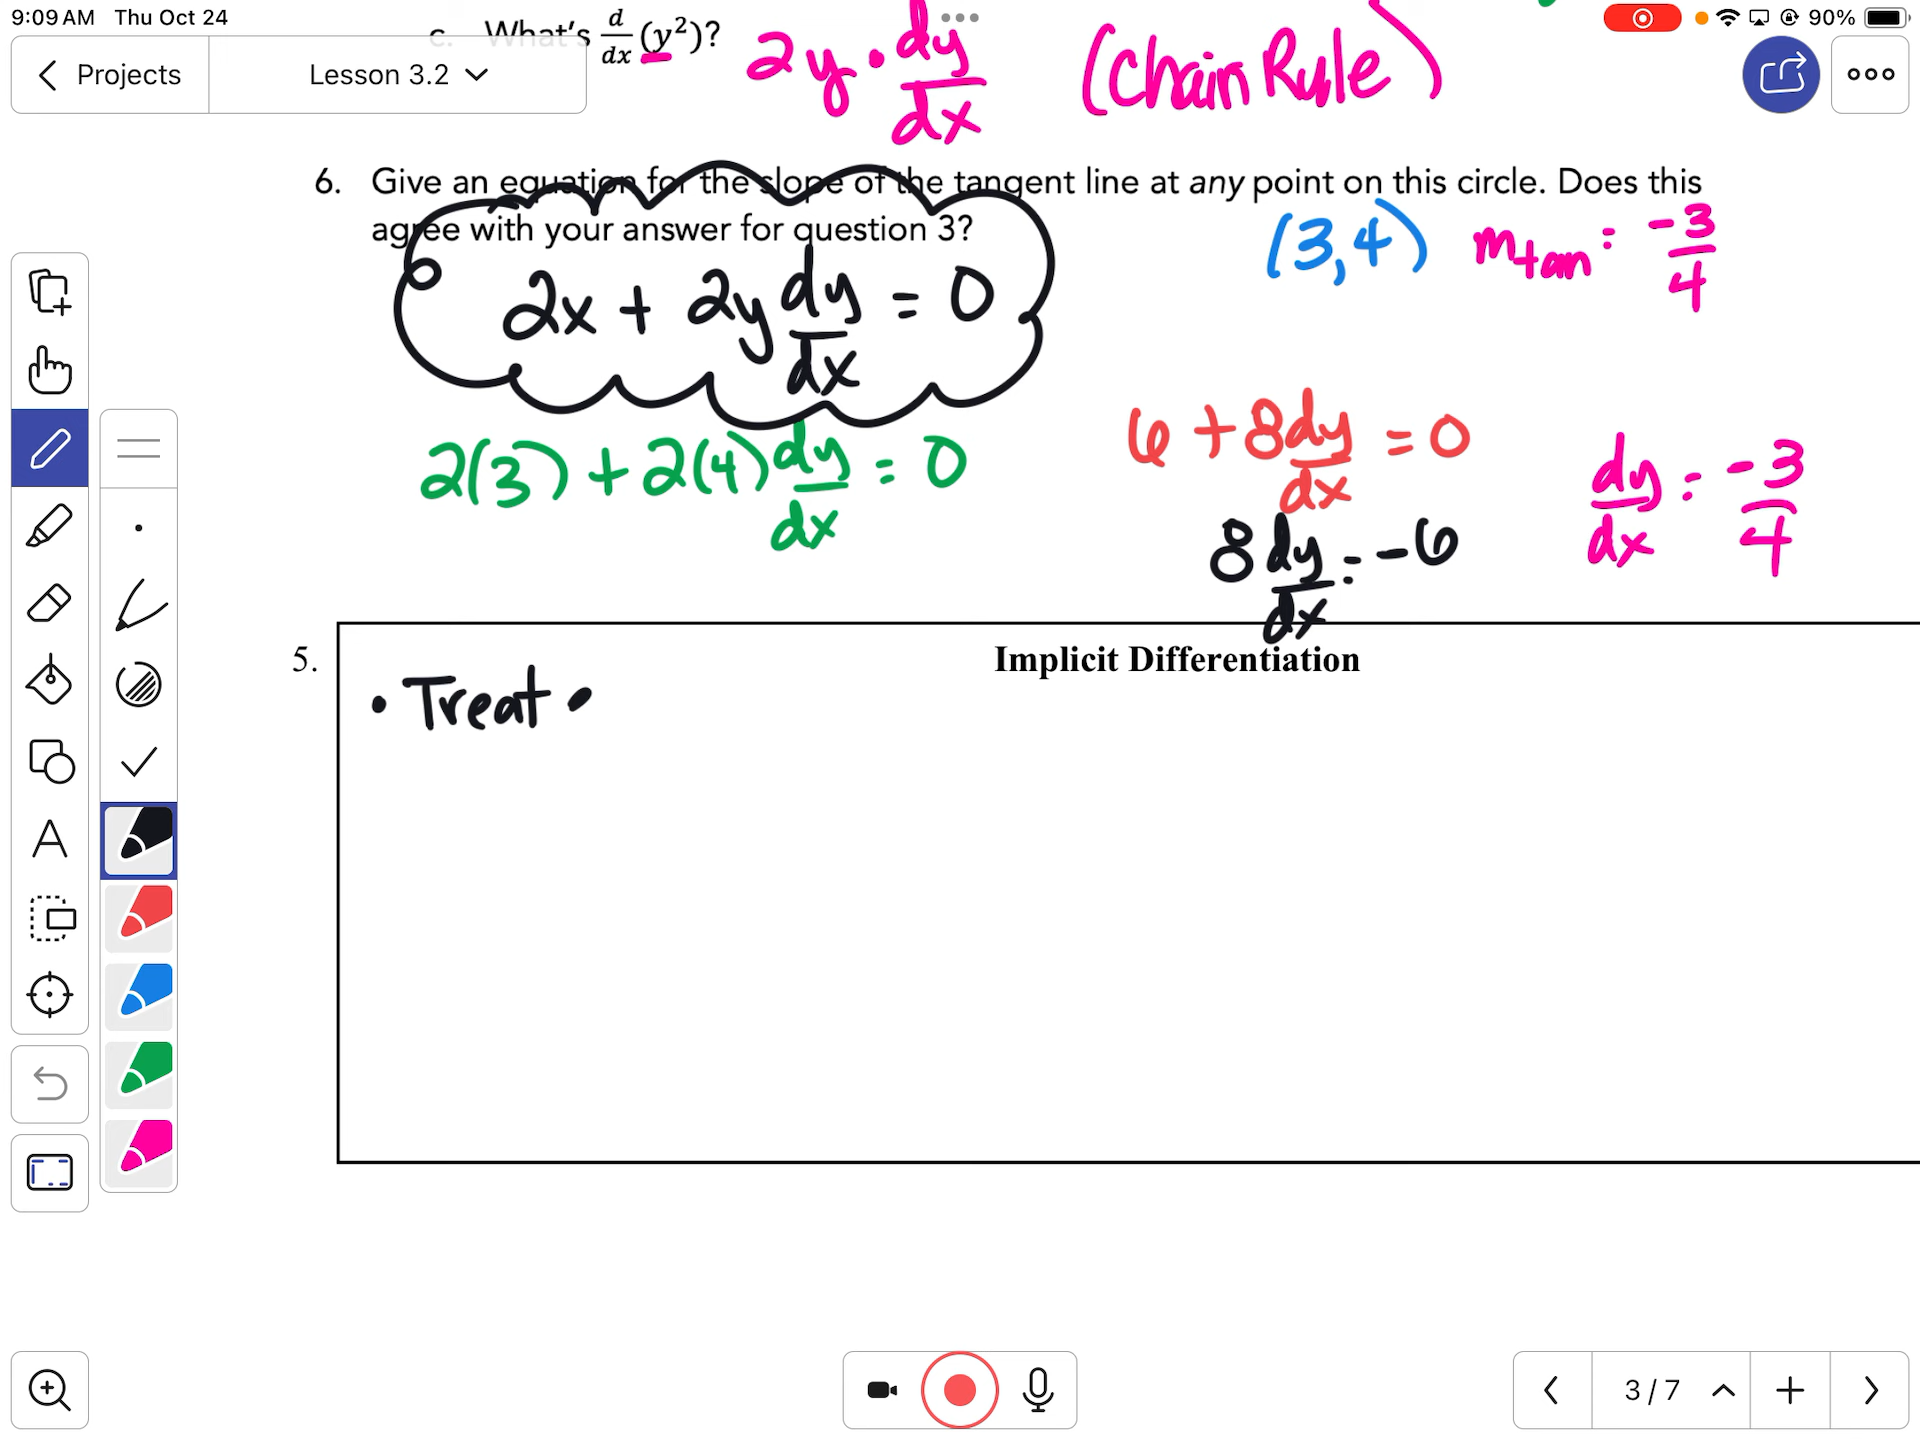 9:09 AM Thu Oct 24 90%
c. What's d/dx (y²)? 2y · dy/dx (Chain Rule)
Projects Lesson 3.2
6. Give an equation for the slope of the tangent line at any point on this circle. Does this
agree with your answer for question 3?
(3,4) mtan = -3/4
2x + 2y dy/dx = 0
2(3) + 2(4) dy/dx = 0
6 + 8 dy/dx = 0
8 dy/dx = -6
dy/dx = -3/4
5. Implicit Differentiation
• Treat •
A
3 / 7